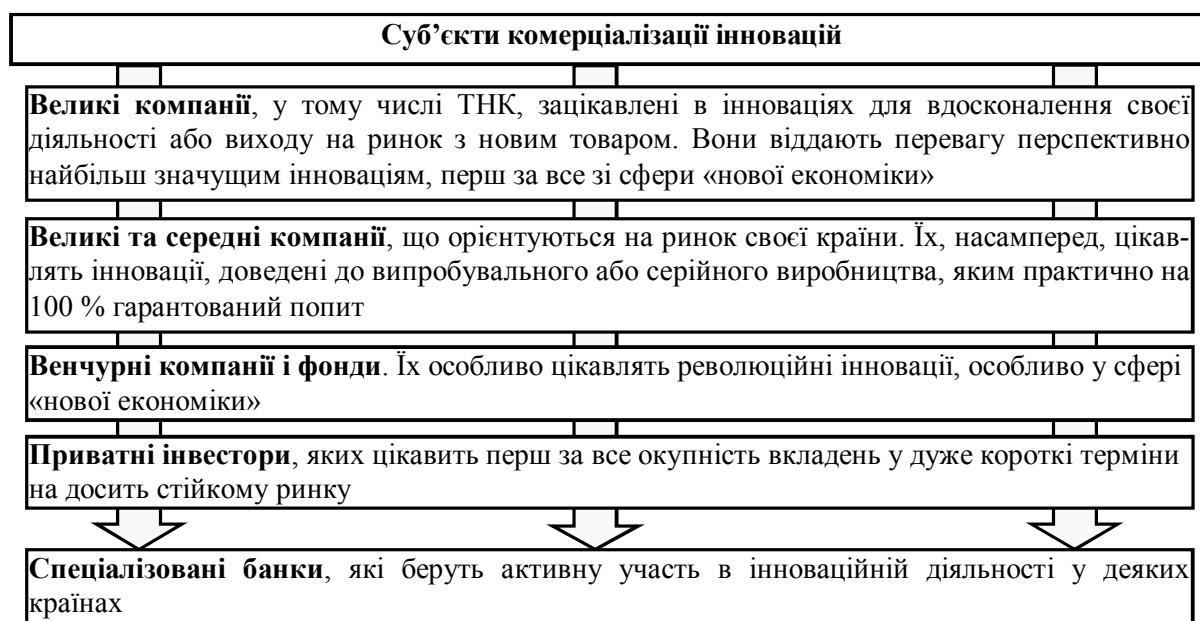 Суб’єкти комерціалізації інновацій
Великі компанії, у тому числі ТНК, зацікавлені в інноваціях для вдосконалення своєї
діяльності або виходу на ринок з новим товаром. Вони віддають перевагу перспективно
найбільш значущим інноваціям, перш за все зі сфери «нової економіки»
Великі та середні компанії, що орієнтуються на ринок своєї країни. Їх, насамперед, цікав-
лять інновації, доведені до випробувального або серійного виробництва, яким практично на
100 % гарантований попит
Венчурні компанії і фонди. Їх особливо цікавлять революційні інновації, особливо у сфері
«нової економіки»
Приватні інвестори, яких цікавить перш за все окупність вкладень у дуже короткі терміни
на досить стійкому ринку
Спеціалізовані банки, які беруть активну участь в інноваційній діяльності у деяких
країнах